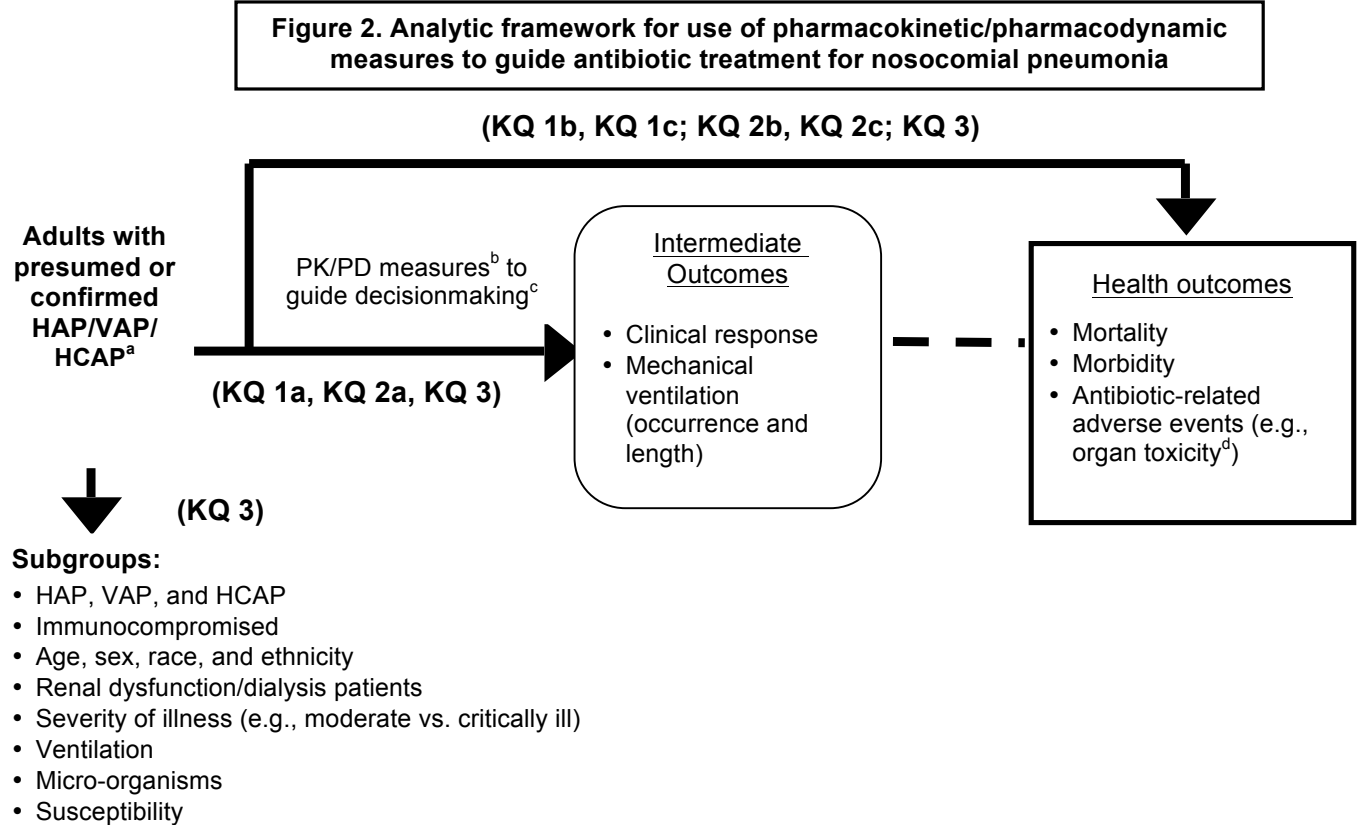 Figure 2. Analytic framework for use of pharmacokinetic/pharmacodynamic
measures to guide antibiotic treatment for nosocomial pneumonia
(KQ 1b, KQ 1c; KQ 2b, KQ 2c; KQ 3)
Adults with
presumed or
confirmed
HAP/VAP/
HCAPᵃ
PK/PD measuresᵇ to
guide decisionmakingᶜ
(KQ 1a, KQ 2a, KQ 3)
Intermediate
Outcomes
• Clinical response
• Mechanical
ventilation
(occurrence and
length)
Health outcomes
• Mortality
• Morbidity
• Antibiotic-related
adverse events (e.g.,
organ toxicityᵈ)
(KQ 3)
Subgroups:
• HAP, VAP, and HCAP
• Immunocompromised
• Age, sex, race, and ethnicity
• Renal dysfunction/dialysis patients
• Severity of illness (e.g., moderate vs. critically ill)
• Ventilation
• Micro-organisms
• Susceptibility